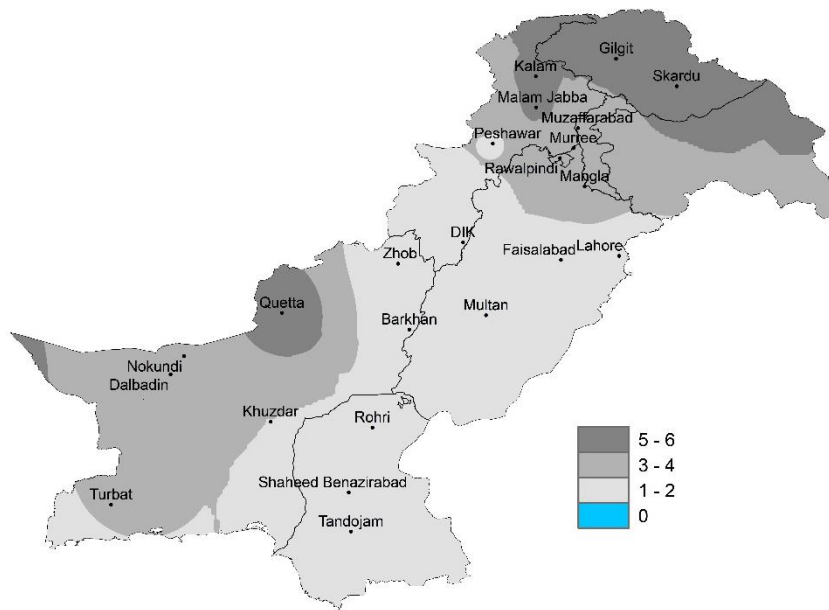 Gilgit
Kalam
Skardu
Malam Jabba
Muzaffarabad
Peshawar
Murree
Rawalpindi
Mangla
DIK
Zhob
Faisalabad
Lahore
Quetta
Multan
Barkhan
Nokundi
Dalbadin
Khuzdar
Rohri
Shaheed Benazirabad
Turbat
Tandojam
5 - 6
3 - 4
1 - 2
0